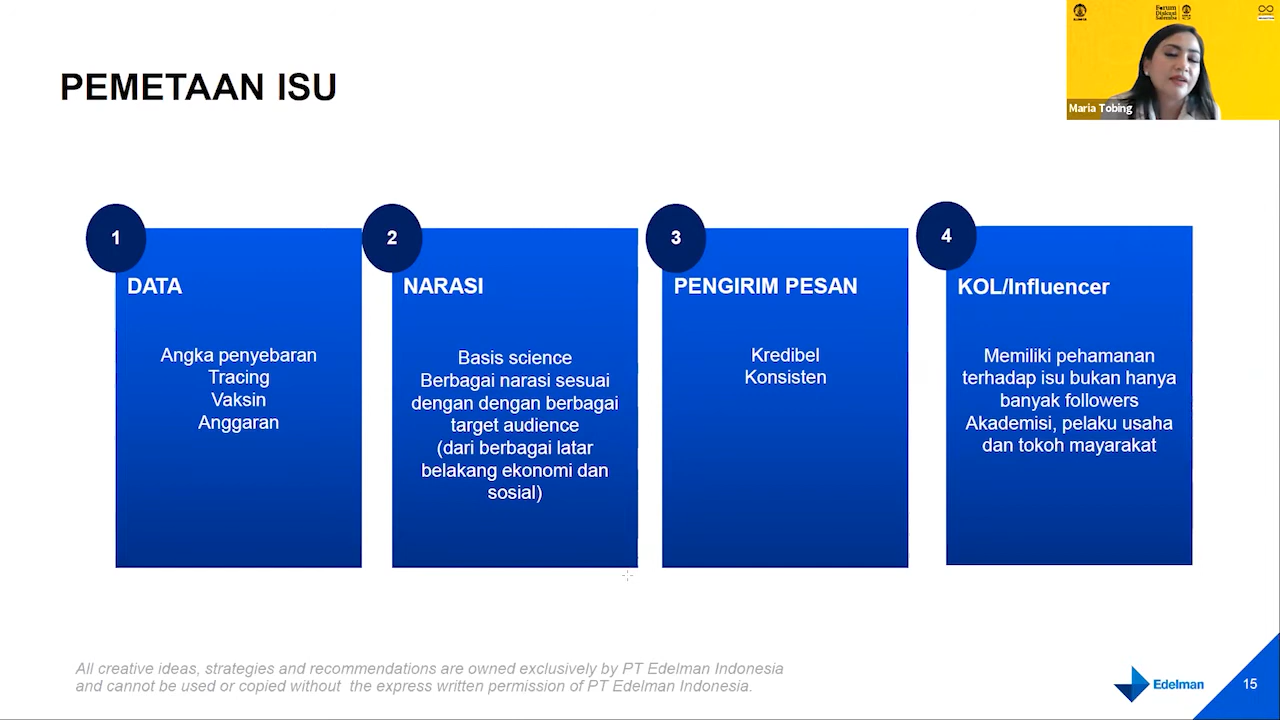 Forum
Diskusi
Salemba
Maria Tobing
PEMETAAN ISU
1
DATA
Angka penyebaran
Tracing
Vaksin
Anggaran
2
NARASI
Basis science
Berbagai narasi sesuai
dengan dengan berbagai
target audience
(dari berbagai latar
belakang ekonomi dan
sosial)
3
PENGIRIM PESAN
Kredibel
Konsisten
4
KOL/Influencer
Memiliki pehamanan
terhadap isu bukan hanya
banyak followers
Akademisi, pelaku usaha
dan tokoh mayarakat
All creative ideas, strategies and recommendations are owned exclusively by PT Edelman Indonesia
and cannot be used or copied without the express written permission of PT Edelman Indonesia.
Edelman
15